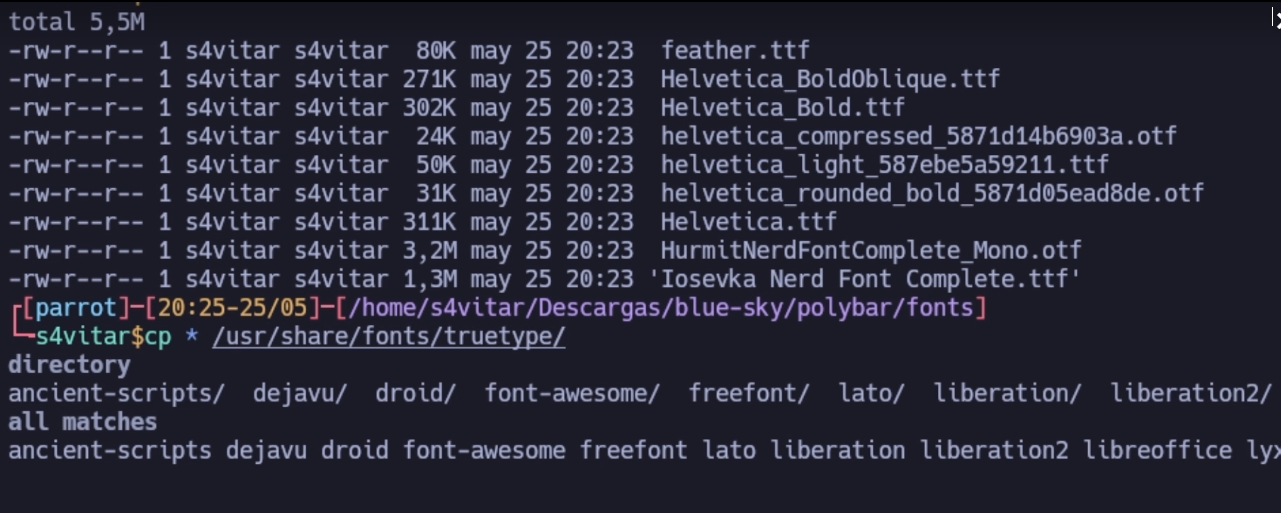 total 5,5M
-rw-r--r-- 1 s4vitar s4vitar  80K may 25 20:23  feather.ttf
-rw-r--r-- 1 s4vitar s4vitar 271K may 25 20:23  Helvetica_BoldOblique.ttf
-rw-r--r-- 1 s4vitar s4vitar 302K may 25 20:23  Helvetica_Bold.ttf
-rw-r--r-- 1 s4vitar s4vitar  24K may 25 20:23  helvetica_compressed_5871d14b6903a.otf
-rw-r--r-- 1 s4vitar s4vitar  50K may 25 20:23  helvetica_light_587ebe5a59211.ttf
-rw-r--r-- 1 s4vitar s4vitar  31K may 25 20:23  helvetica_rounded_bold_5871d05ead8de.otf
-rw-r--r-- 1 s4vitar s4vitar 311K may 25 20:23  Helvetica.ttf
-rw-r--r-- 1 s4vitar s4vitar 3,2M may 25 20:23  HurmitNerdFontComplete_Mono.otf
-rw-r--r-- 1 s4vitar s4vitar 1,3M may 25 20:23 'Iosevka Nerd Font Complete.ttf'
┌[parrot]─[20:25-25/05]─[/home/s4vitar/Descargas/blue-sky/polybar/fonts]
└─s4vitar$cp * /usr/share/fonts/truetype/
directory
ancient-scripts/  dejavu/  droid/  font-awesome/  freefont/  lato/  liberation/  liberation2/
all matches
ancient-scripts dejavu droid font-awesome freefont lato liberation liberation2 libreoffice lyx